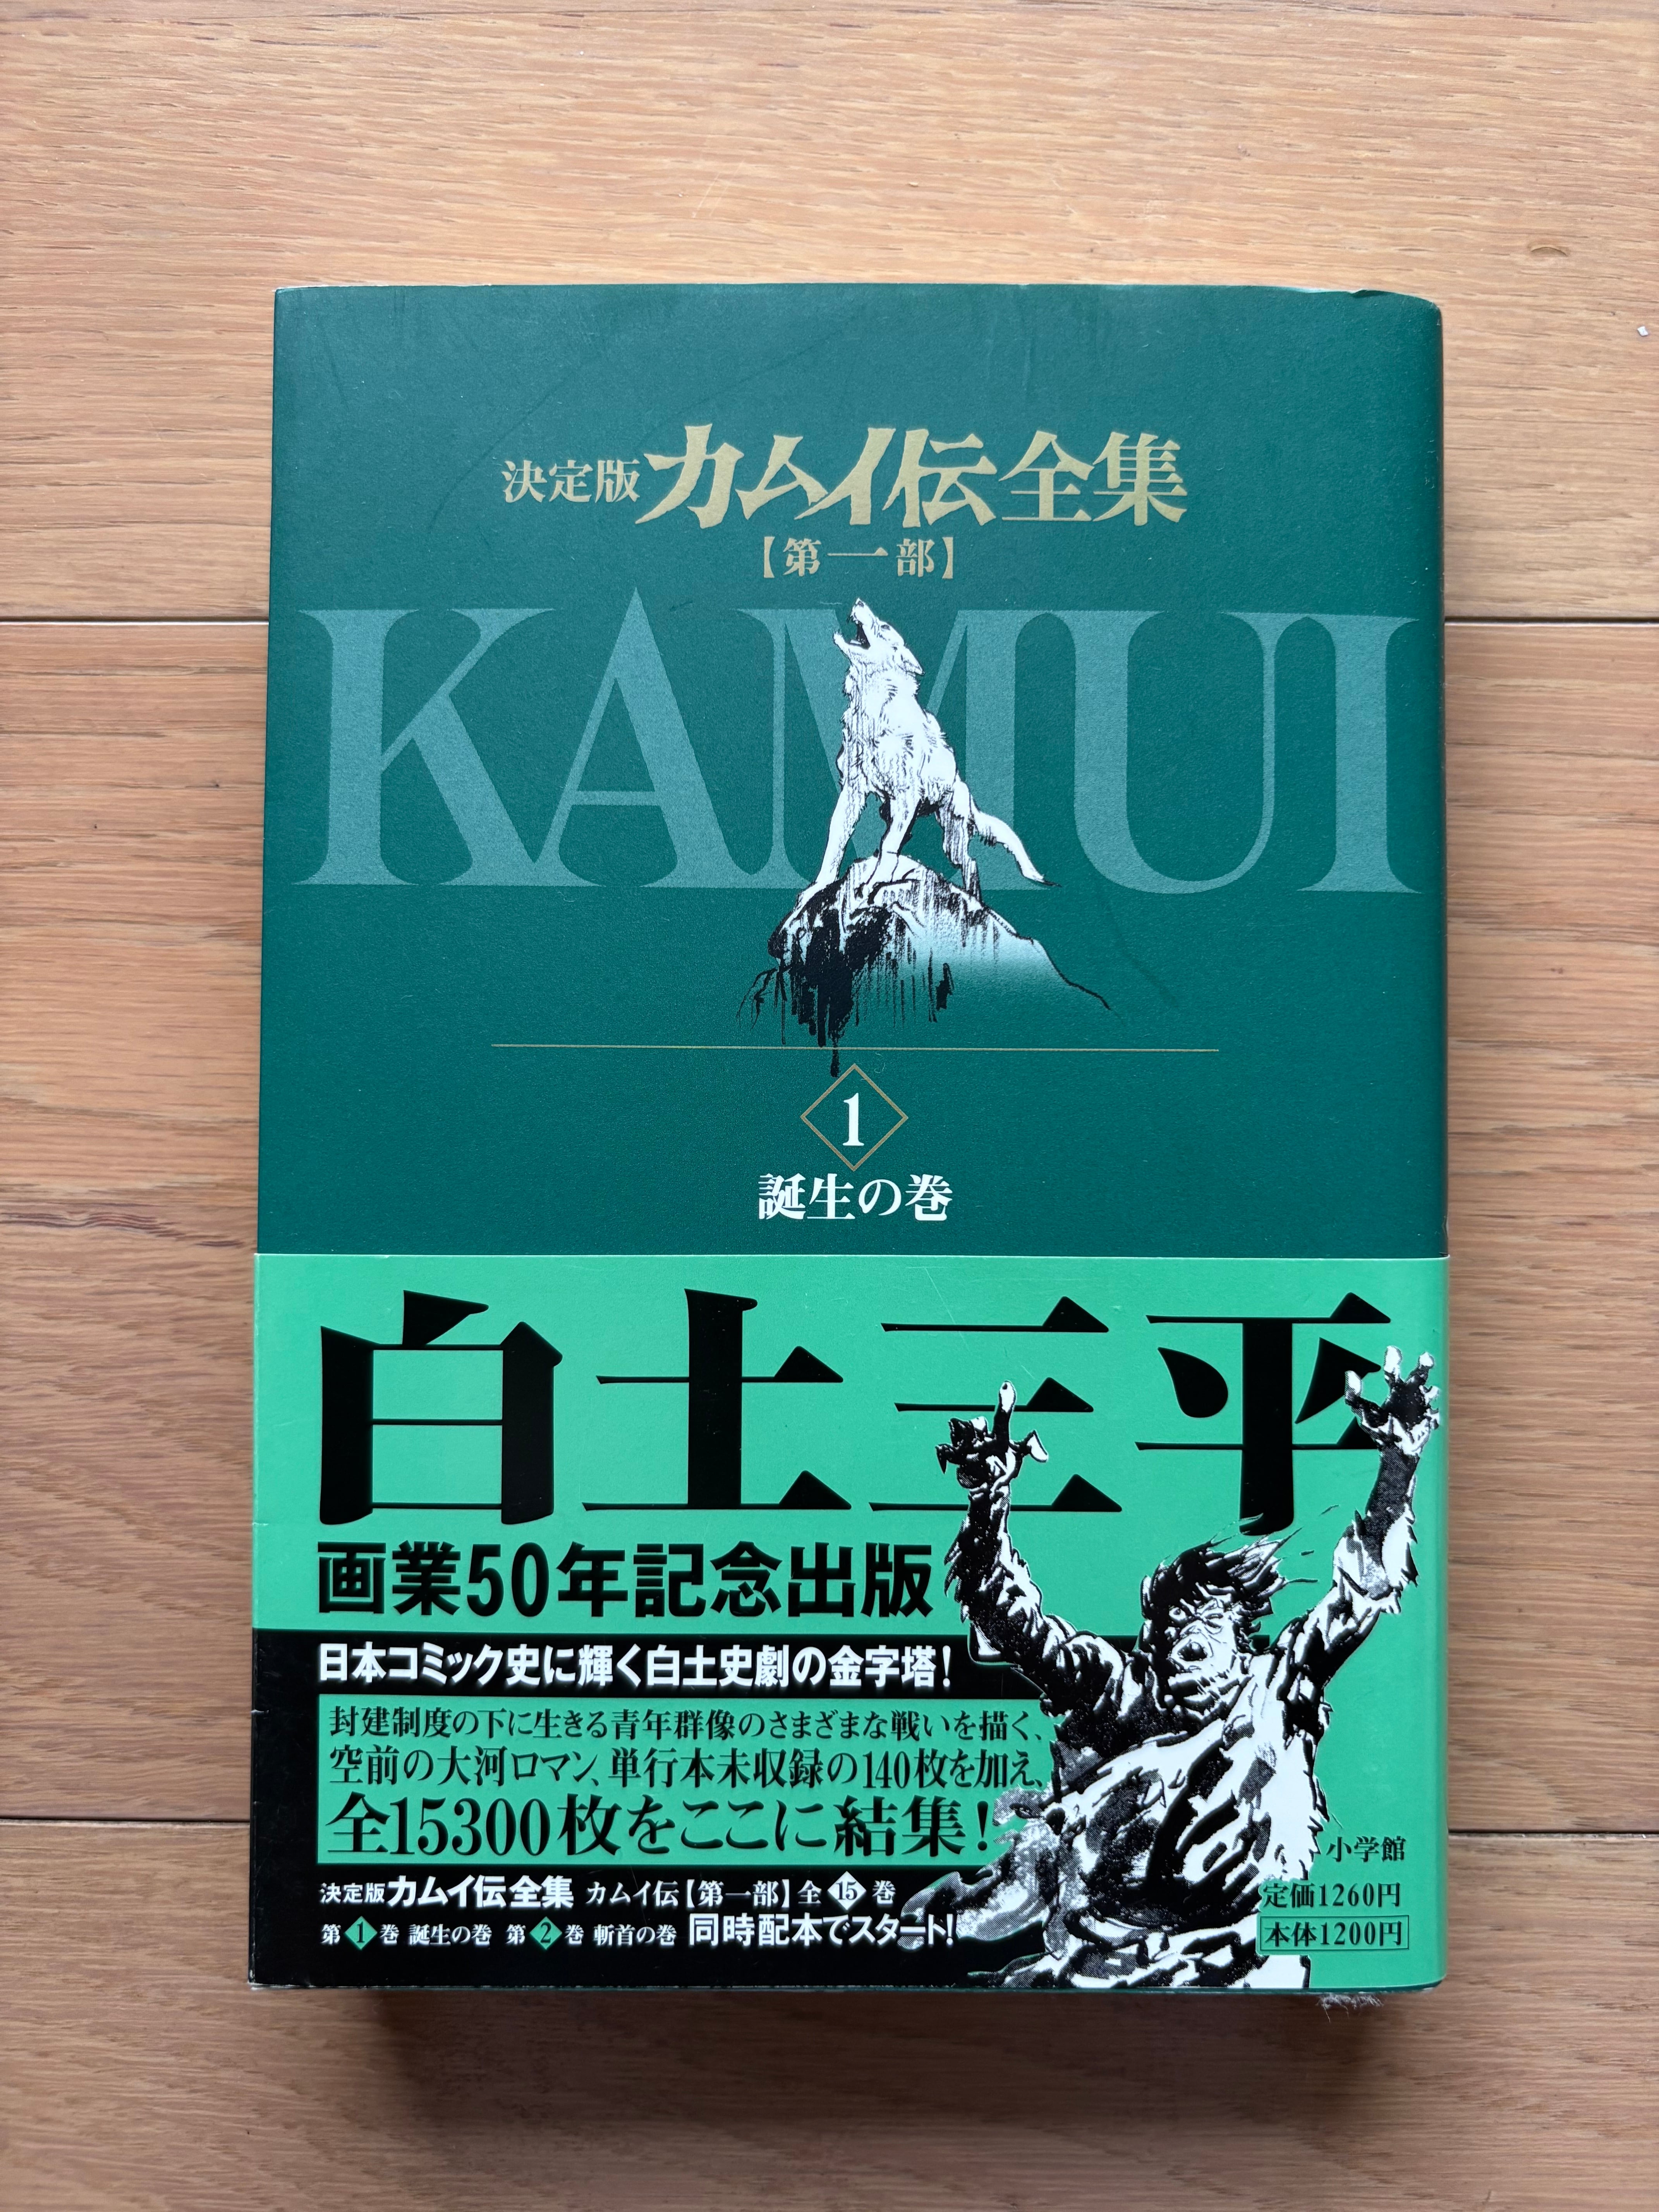 決定版カムイ伝全集
【第一部】
KAMUI
1
誕生の巻
白土三平
画業50年記念出版
日本コミック史に輝く白土史劇の金字塔!
封建制度の下に生きる青年群像のさまざまな戦いを描く、
空前の大河ロマン、単行本未収録の140枚を加え、
全15300枚をここに結集!
決定版カムイ伝全集 カムイ伝【第一部】全15巻
第1巻 誕生の巻 第2巻 斬首の巻 同時配本でスタート!
小学館
定価1260円
本体1200円